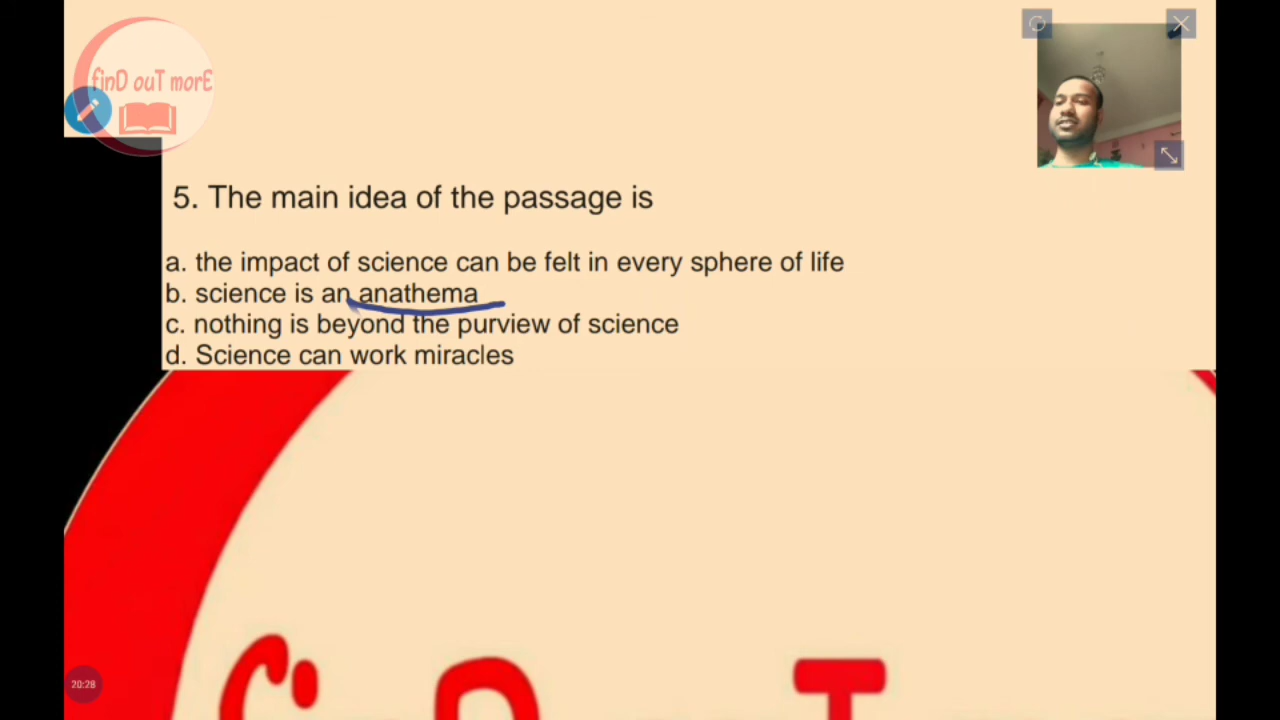 finD ouT morE
5. The main idea of the passage is
a. the impact of science can be felt in every sphere of life
b. science is an anathema
c. nothing is beyond the purview of science
d. Science can work miracles
20:28